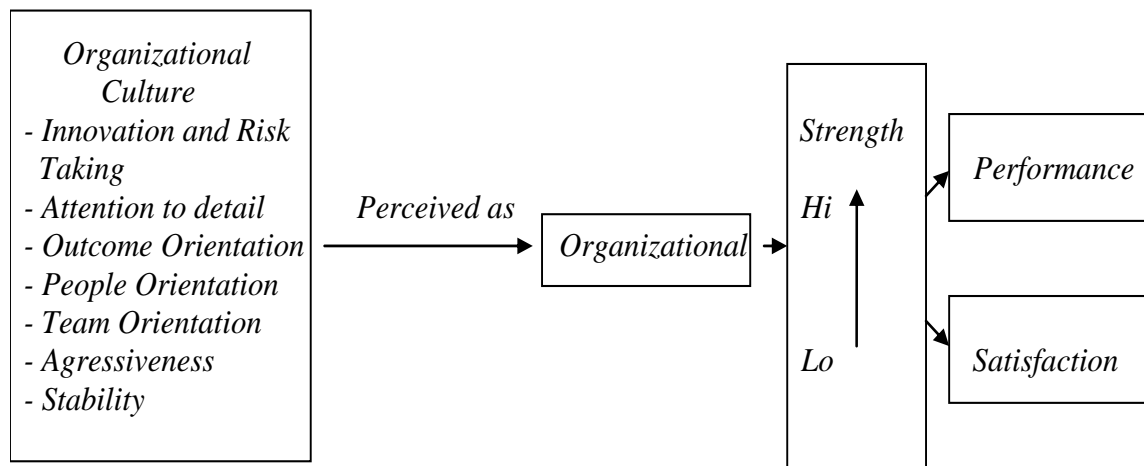 Organizational
Culture
- Innovation and Risk
Taking
- Attention to detail
- Outcome Orientation
- People Orientation
- Team Orientation
- Agressiveness
- Stability
Perceived as
Organizational
Strength
Hi
Lo
Performance
Satisfaction